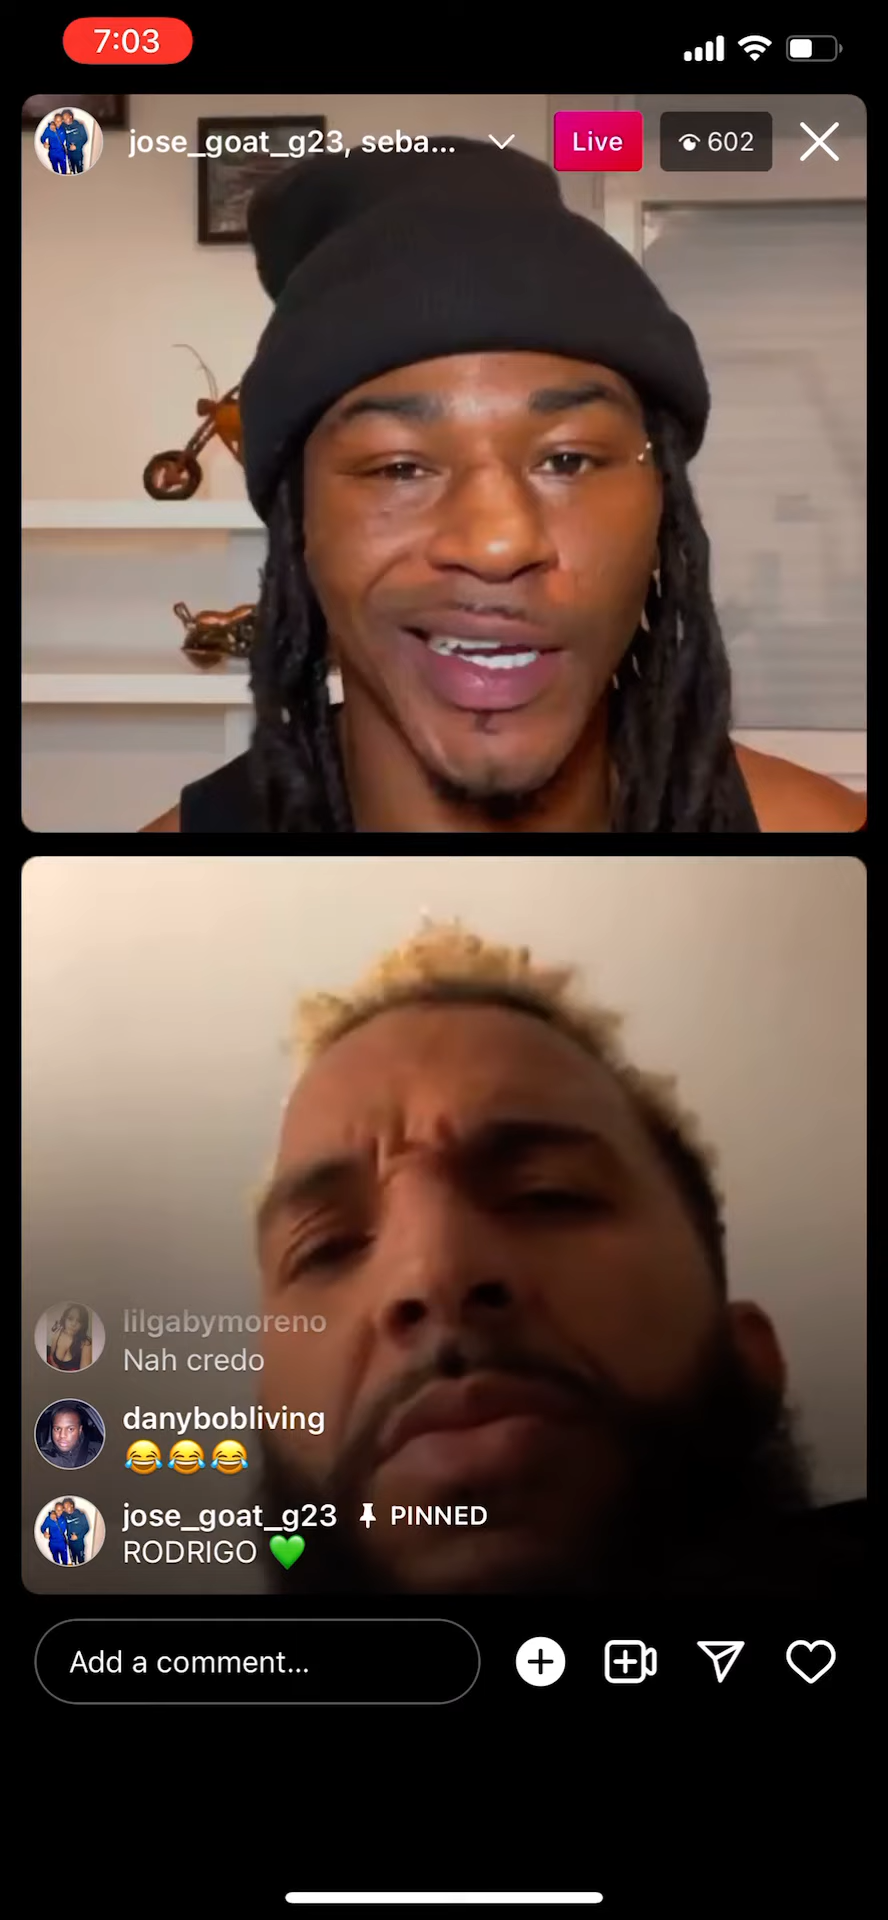 7:03
jose_goat_g23, seba...
Live
602
lilgabymoreno
Nah credo
danybobliving
😂😂😂
jose_goat_g23 PINNED
RODRIGO 💚
Add a comment...